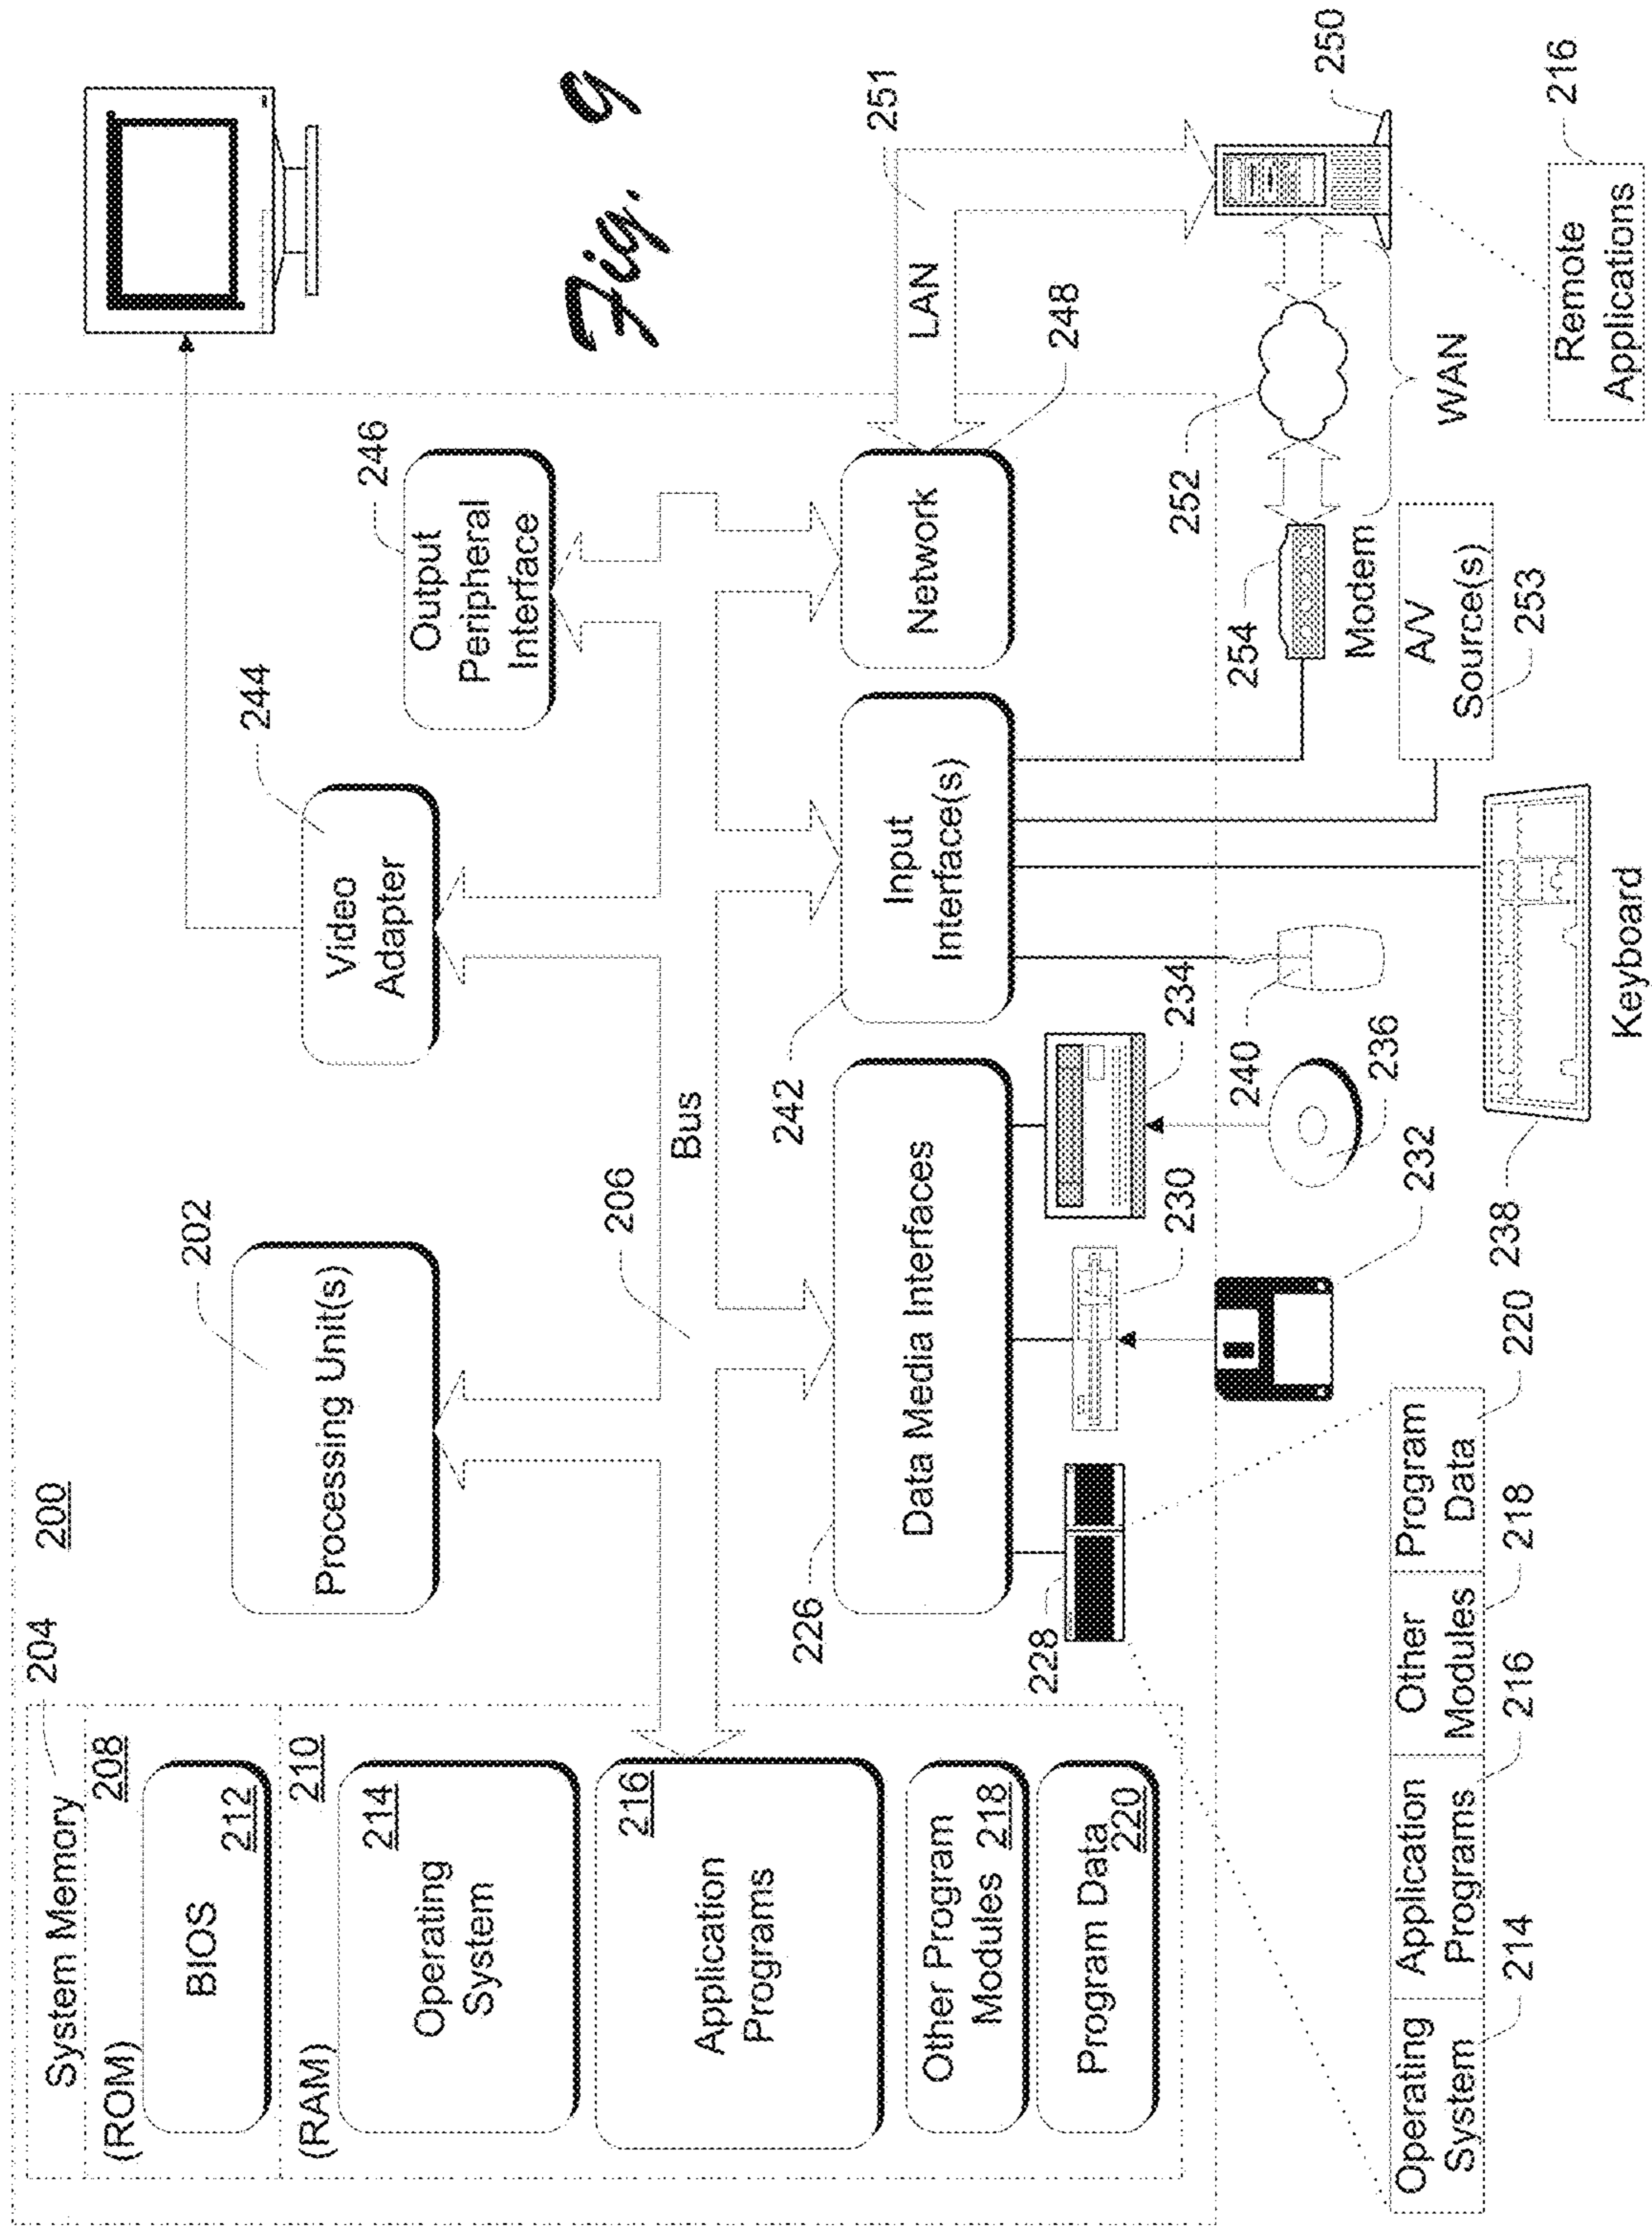 200
System Memory
204
(ROM)
208
BIOS
212
(RAM)
210
Operating
System
214
Application
Programs
216
Other Program
Modules
218
Program Data
220
202
Processing Unit(s)
206
Bus
244
Video
Adapter
246
Output
Peripheral
Interface
Fig. 9
226
Data Media Interfaces
242
Input
Interface(s)
Network
248
LAN
251
228
230
234
240
236
232
238
Keyboard
254
Modem
252
WAN
250
A/V
Source(s)
253
Remote
Applications
216
Operating
System
Application
Programs
Other
Modules
Program
Data
214
216
218
220